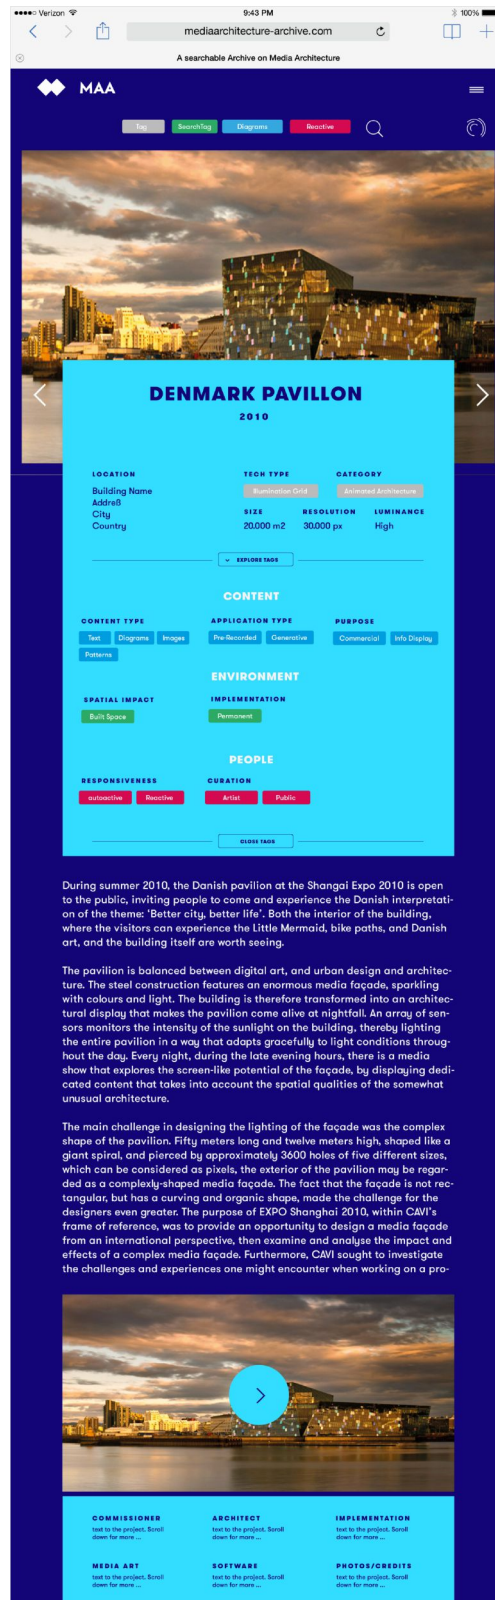 Verizon
9:43 PM
100%
mediaarchitecture-archive.com
A searchable Archive on Media Architecture
MAA
Tag SearchTag Diagrams Reactive
DENMARK PAVILLON
2010
LOCATION
Building Name
Addreß
City
Country
TECH TYPE CATEGORY
Illumination Grid Animated Architecture
SIZE RESOLUTION LUMINANCE
20.000 m2 30.000 px High
EXPLORE TAGS
CONTENT
CONTENT TYPE APPLICATION TYPE PURPOSE
Text Diagrams Images Pre-Recorded Generative Commercial Info Display
Patterns
ENVIRONMENT
SPATIAL IMPACT IMPLEMENTATION
Built Space Permanent
PEOPLE
RESPONSIVENESS CURATION
autoactive Reactive Artist Public
CLOSE TAGS
During summer 2010, the Danish pavilion at the Shangai Expo 2010 is open
to the public, inviting people to come and experience the Danish interpretati-
on of the theme: ‘Better city, better life’. Both the interior of the building,
where the visitors can experience the Little Mermaid, bike paths, and Danish
art, and the building itself are worth seeing.
The pavilion is balanced between digital art, and urban design and architec-
ture. The steel construction features an enormous media façade, sparkling
with colours and light. The building is therefore transformed into an architec-
tural display that makes the pavilion come alive at nightfall. An array of sen-
sors monitors the intensity of the sunlight on the building, thereby lighting
the entire pavilion in a way that adapts gracefully to light conditions throug-
hout the day. Every night, during the late evening hours, there is a media
show that explores the screen-like potential of the façade, by displaying dedi-
cated content that takes into account the spatial qualities of the somewhat
unusual architecture.
The main challenge in designing the lighting of the façade was the complex
shape of the pavilion. Fifty meters long and twelve meters high, shaped like a
giant spiral, and pierced by approximately 3600 holes of five different sizes,
which can be considered as pixels, the exterior of the pavilion may be regar-
ded as a complexly-shaped media façade. The fact that the façade is not rec-
tangular, but has a curving and organic shape, made the challenge for the
designers even greater. The purpose of EXPO Shanghai 2010, within CAVI's
frame of reference, was to provide an opportunity to design a media façade
from an international perspective, then examine and analyse the impact and
effects of a complex media façade. Furthermore, CAVI sought to investigate
the challenges and experiences one might encounter when working on a pro-
COMMISSIONER ARCHITECT IMPLEMENTATION
text to the project. Scroll text to the project. Scroll text to the project. Scroll
down for more ... down for more ... down for more ...
MEDIA ART SOFTWARE PHOTOS/CREDITS
text to the project. Scroll text to the project. Scroll text to the project. Scroll
down for more ... down for more ... down for more ...